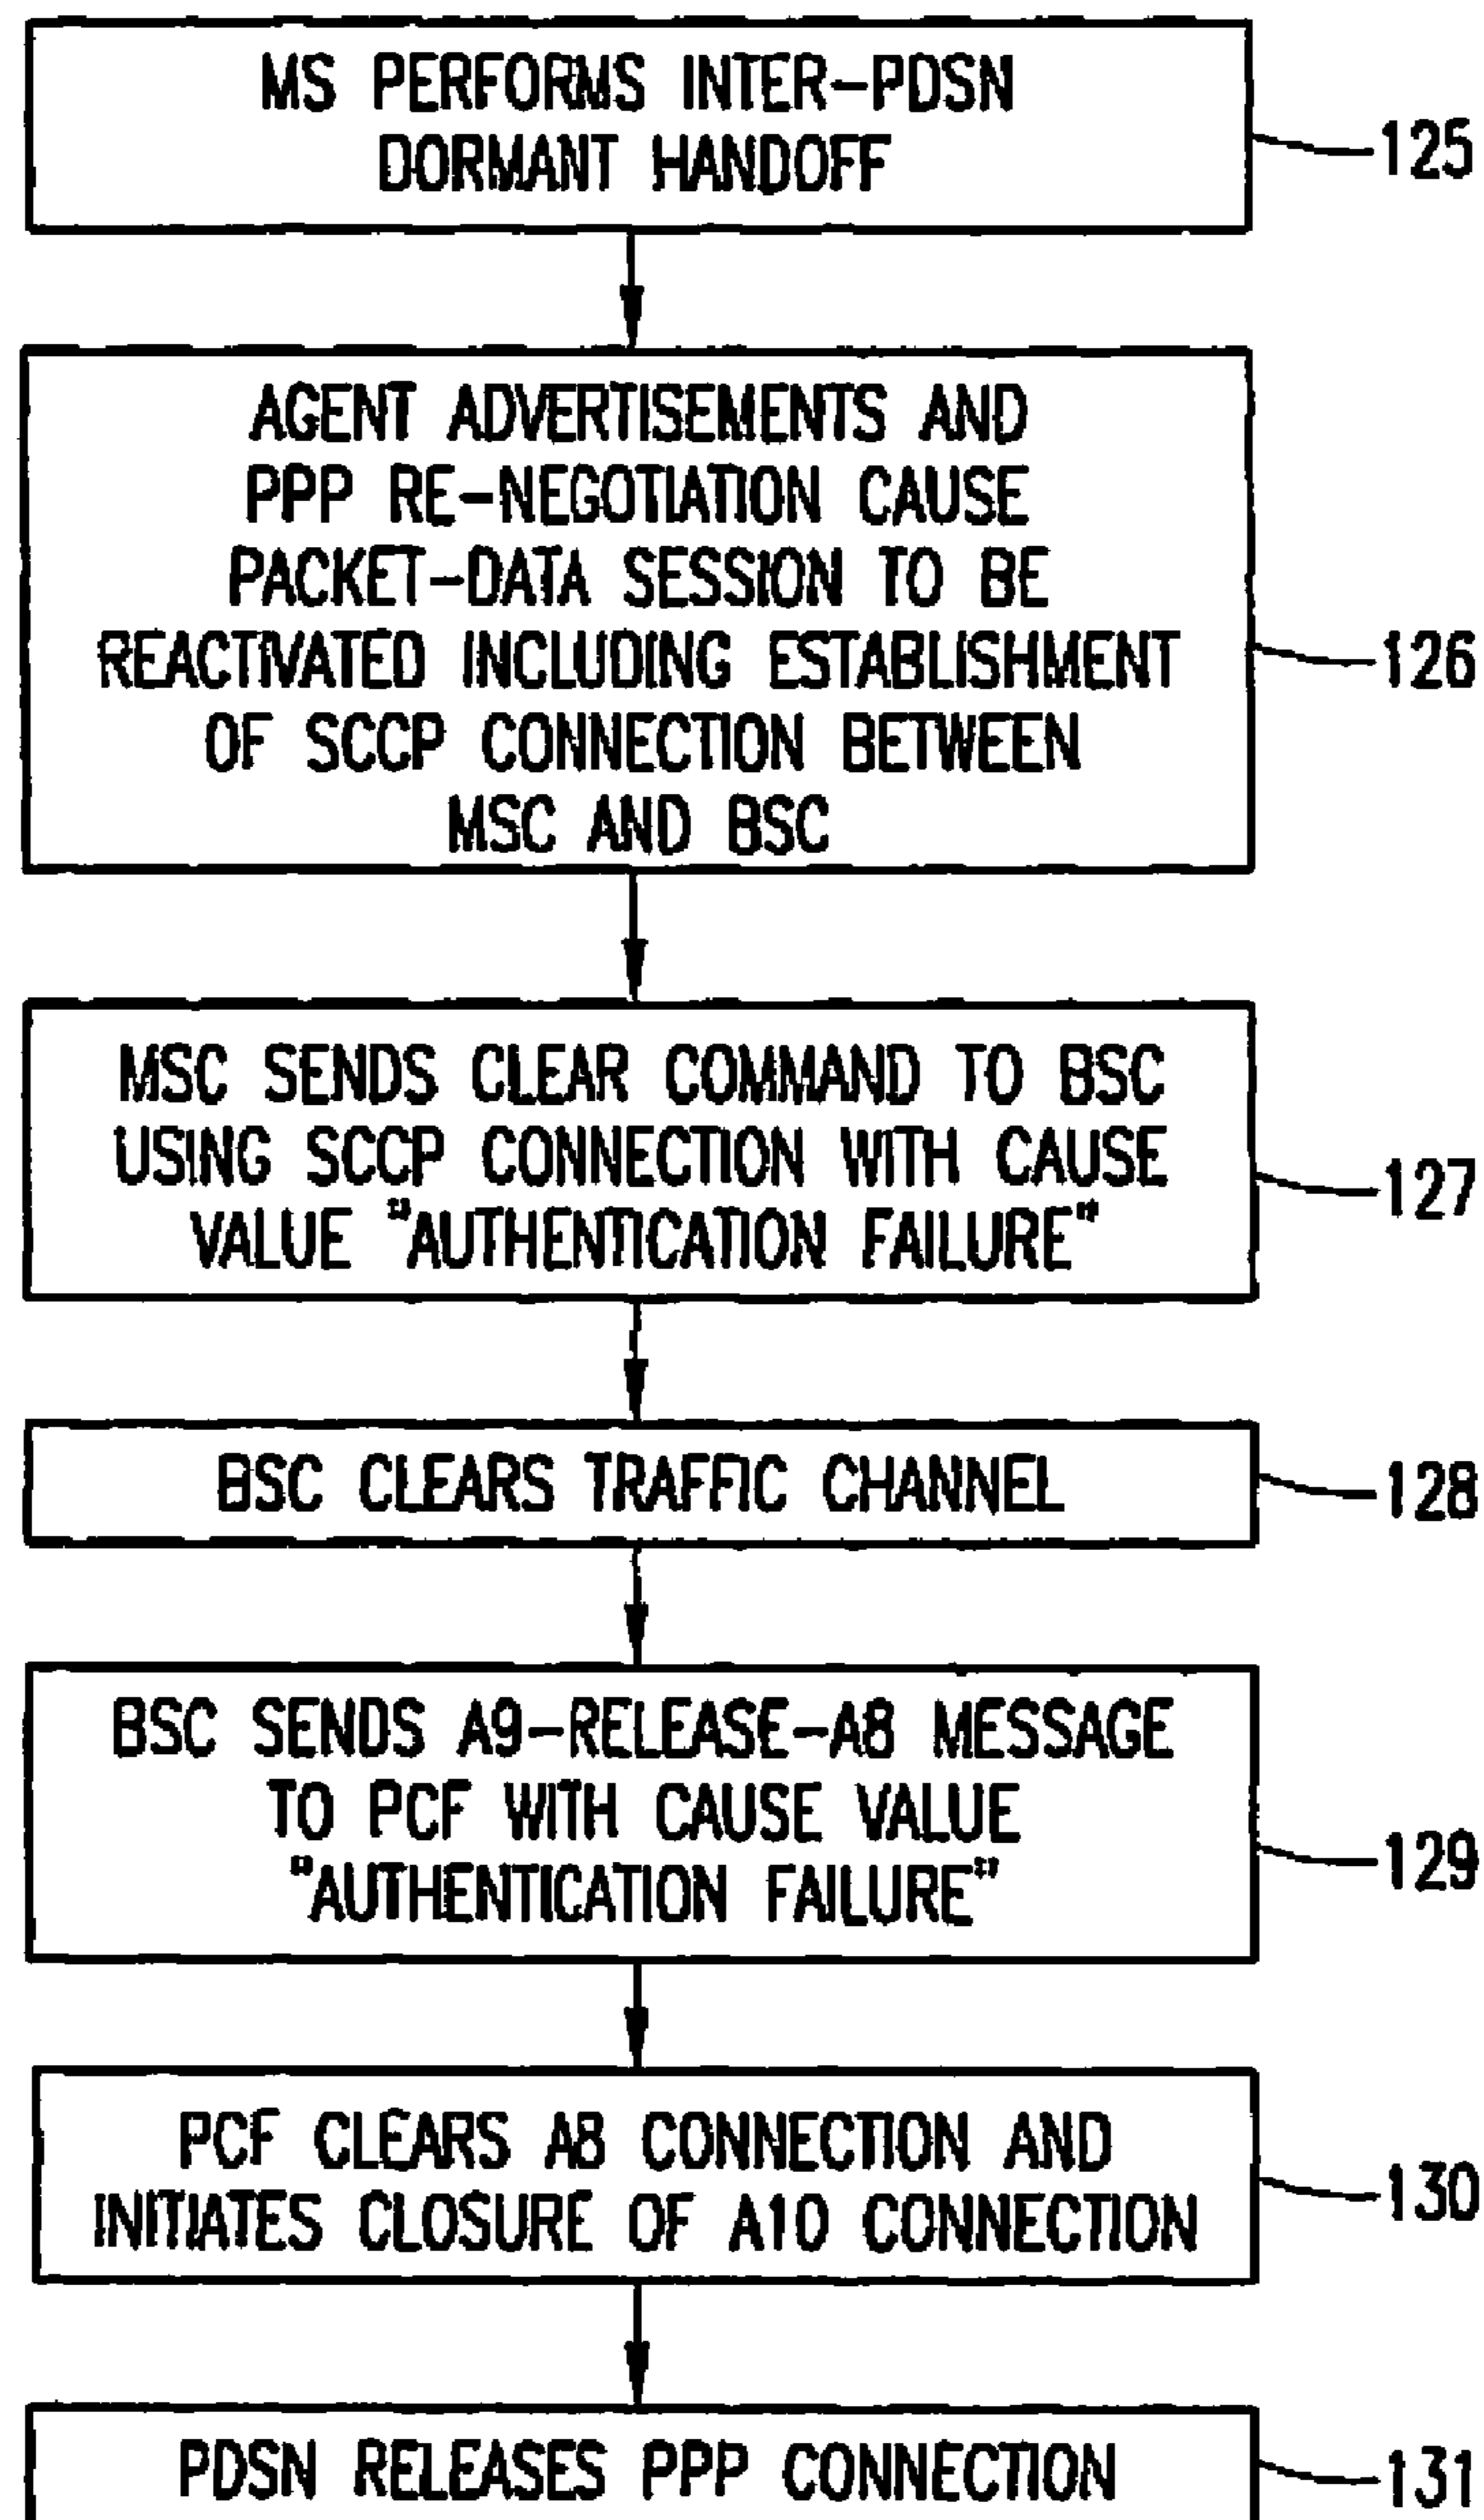 MS PERFORMS INTER-PDSN
DORMANT HANDOFF
125
AGENT ADVERTISEMENTS AND
PPP RE-NEGOTIATION CAUSE
PACKET-DATA SESSION TO BE
REACTIVATED INCLUDING ESTABLISHMENT
OF SCCP CONNECTION BETWEEN
MSC AND BSC
126
MSC SENDS CLEAR COMMAND TO BSC
USING SCCP CONNECTION WITH CAUSE
VALUE "AUTHENTICATION FAILURE"
127
BSC CLEARS TRAFFIC CHANNEL
128
BSC SENDS A9-RELEASE-A8 MESSAGE
TO PCF WITH CAUSE VALUE
"AUTHENTICATION FAILURE"
129
PCF CLEARS A8 CONNECTION AND
INITIATES CLOSURE OF A10 CONNECTION
130
PDSN RELEASES PPP CONNECTION
131